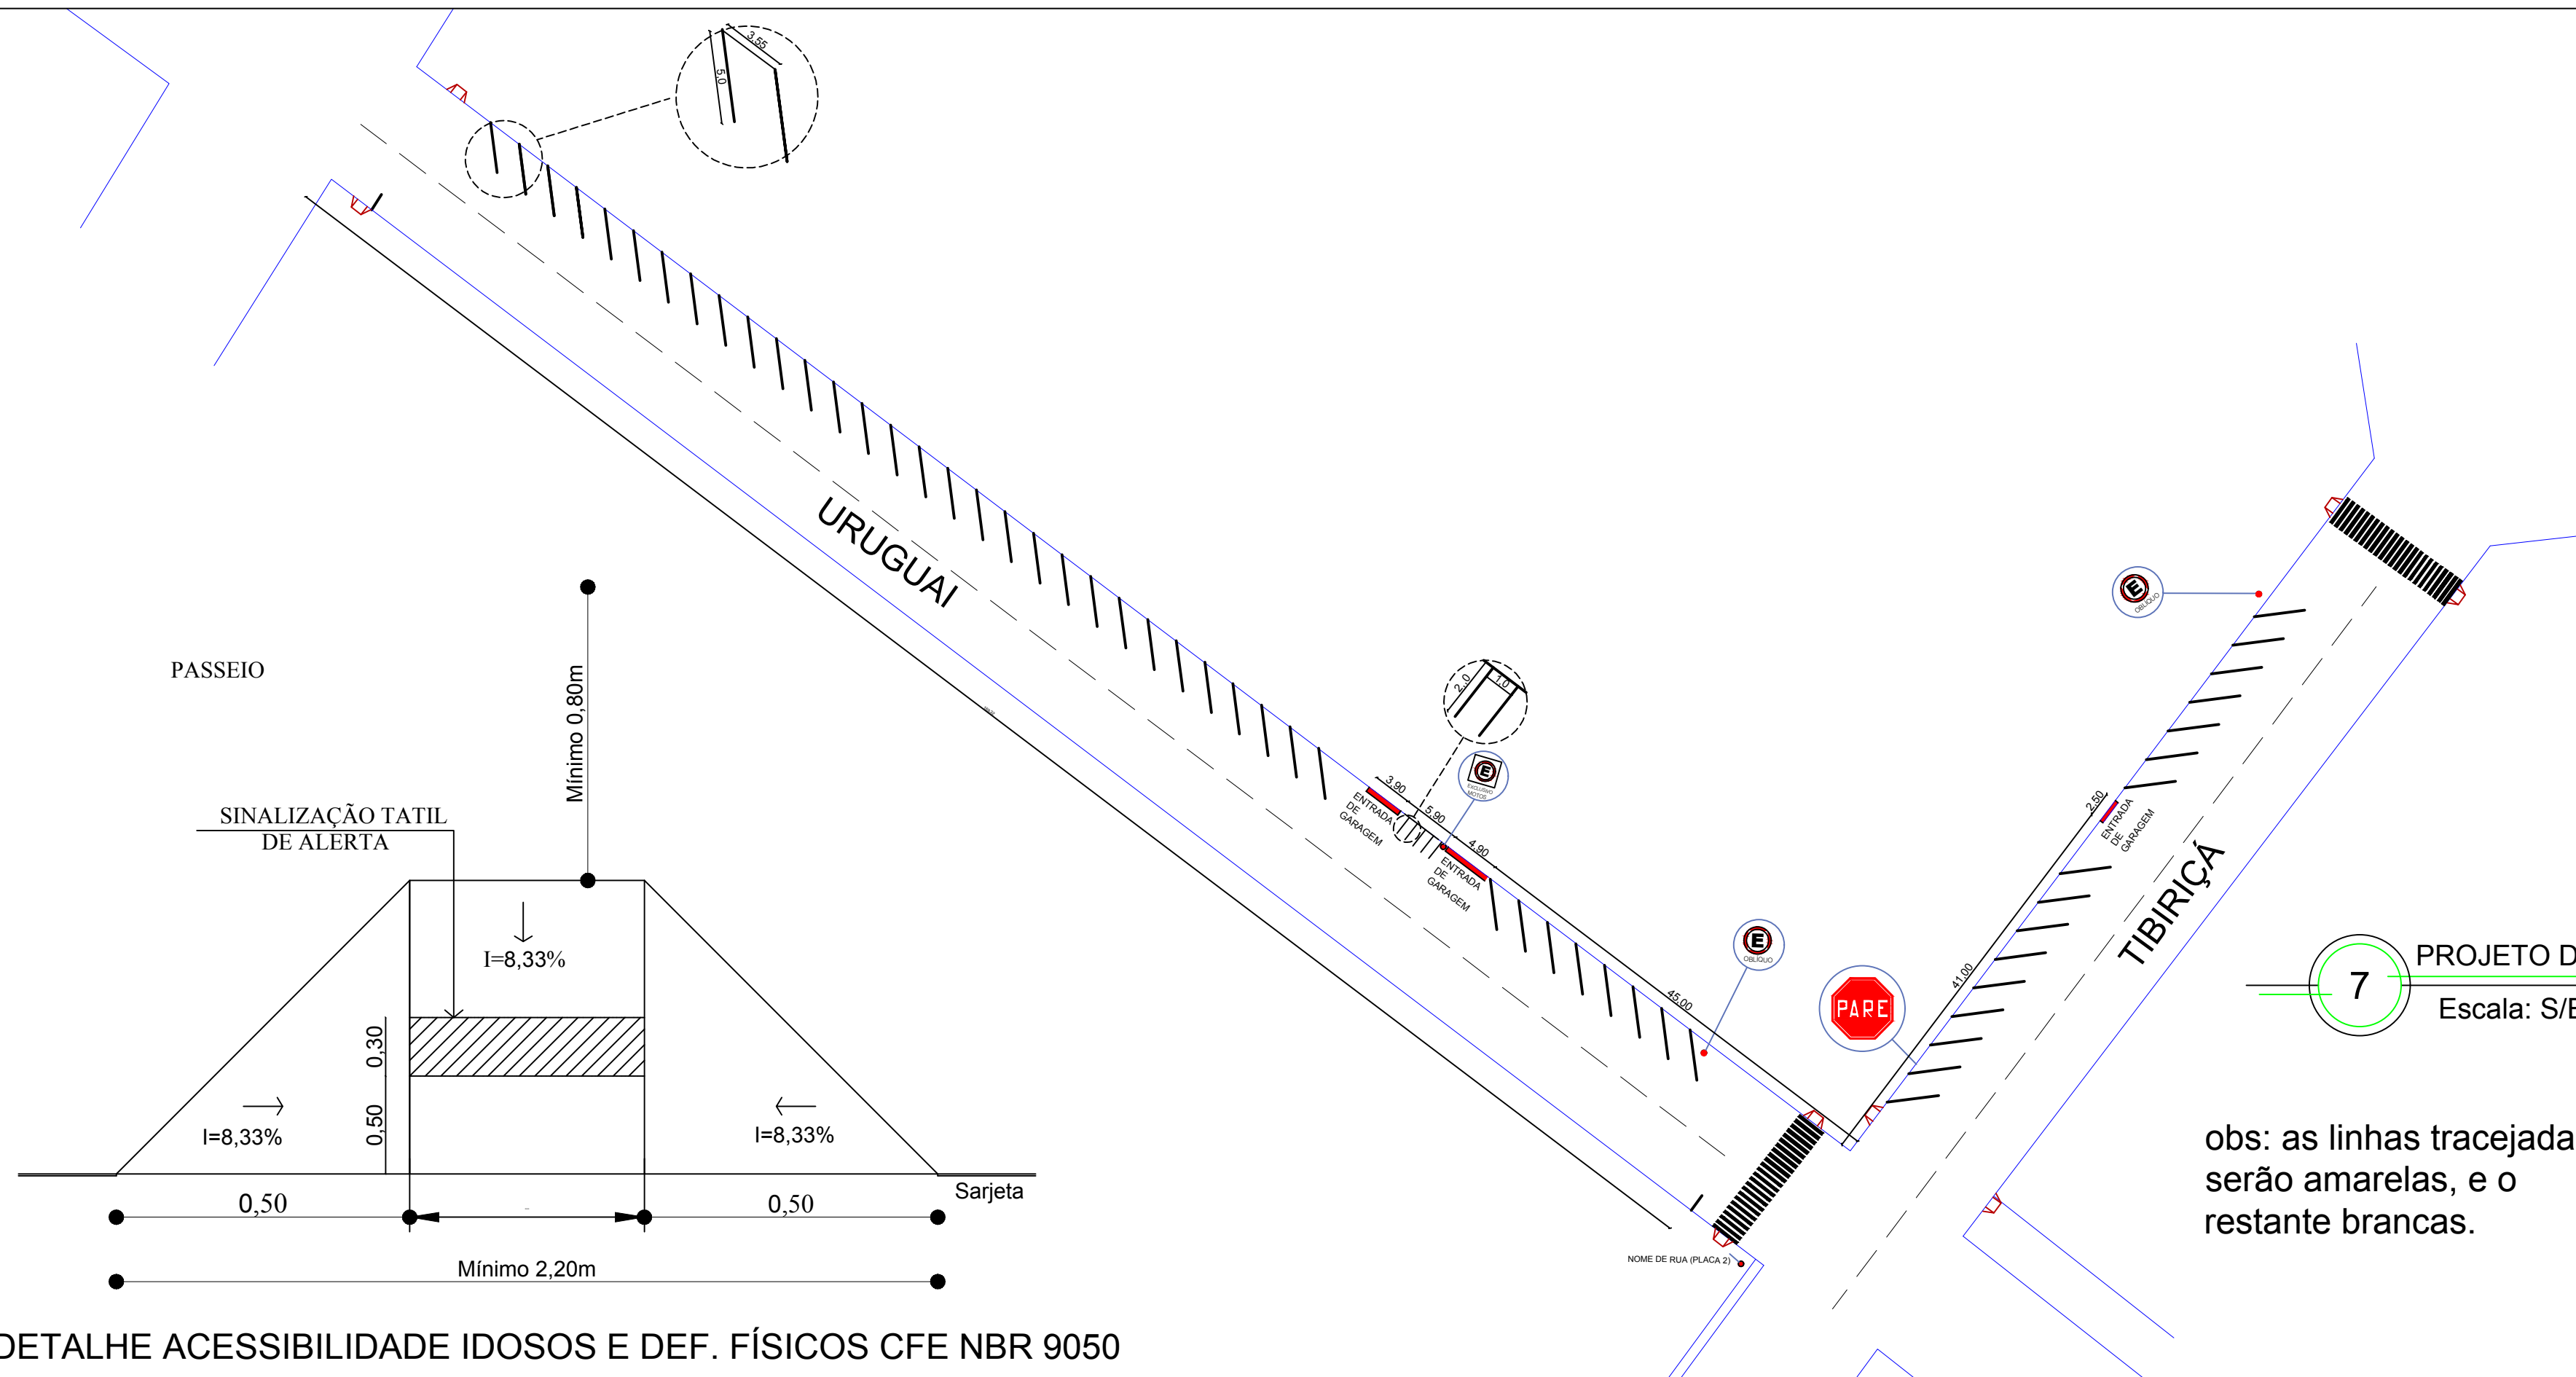 3,55
5,0
URUGUAI
PASSEIO
Mínimo 0,80m
SINALIZAÇÃO TATIL
DE ALERTA
I=8,33%
0,30
0,50
I=8,33%
I=8,33%
0,50
0,50
Sarjeta
Mínimo 2,20m
DETALHE ACESSIBILIDADE IDOSOS E DEF. FÍSICOS CFE NBR 9050
2,,0
1,0
E
EXCLUSIVO
MOTOS
3,90
5,90
4,90
ENTRADA
DE
GARAGEM
ENTRADA
DE
GARAGEM
E
OBLÍQUO
45,00
PARE
41,00
E
OBLÍQUO
2,50
ENTRADA
DE
GARAGEM
TIBIRIÇÁ
NOME DE RUA (PLACA 2)
7
PROJETO D
Escala: S/E
obs: as linhas tracejada
serão amarelas, e o
restante brancas.